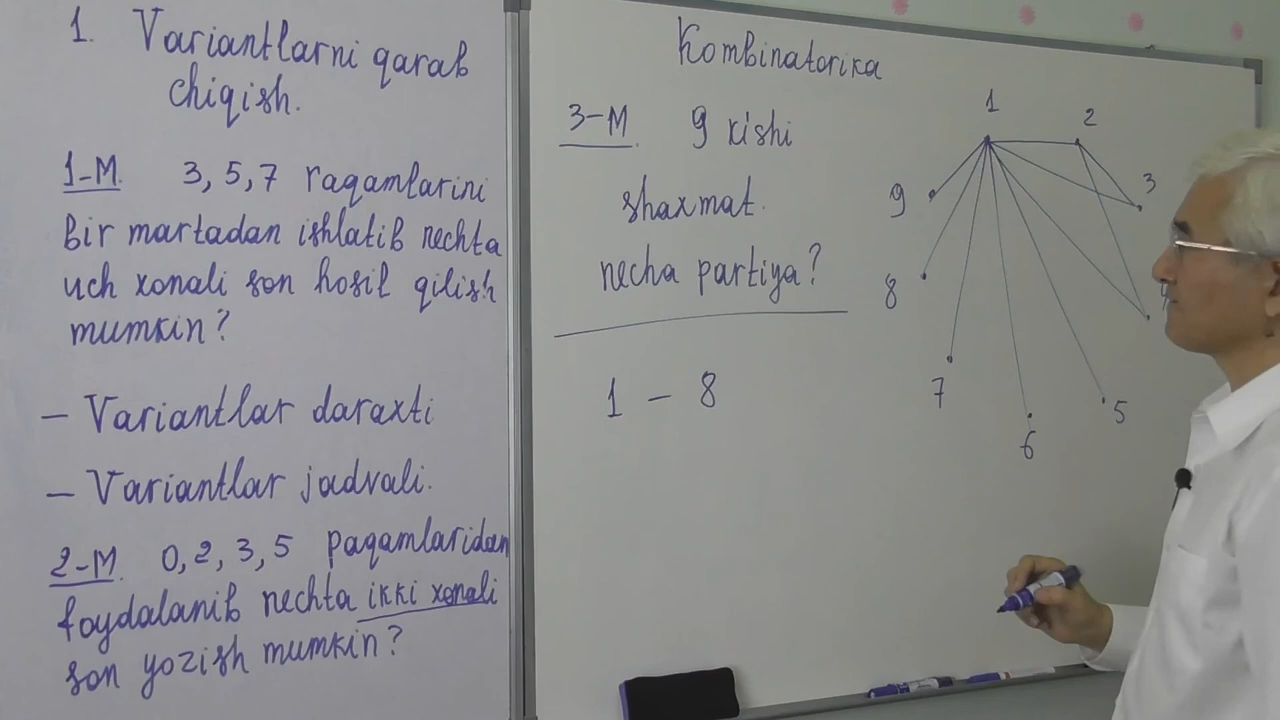 1. Variantlarni qarab
chiqish.
1-M. 3, 5, 7 raqamlarini
bir martadan ishlatib nechta
uch xonali son hosil qilish
mumkin?
– Variantlar daraxti
– Variantlar jadvali.
2-M. 0, 2, 3, 5 paqamlaridan
foydalanib nechta ikki xonali
son yozish mumkin?
Kombinatorika
3-M. 9 kishi
shaxmat.
necha partiya?
1 – 8
1
2
3
4
5
6
7
8
9